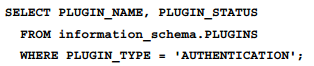 SELECT PLUGIN_NAME, PLUGIN_STATUS
FROM information_schema.PLUGINS
WHERE PLUGIN_TYPE = 'AUTHENTICATION';